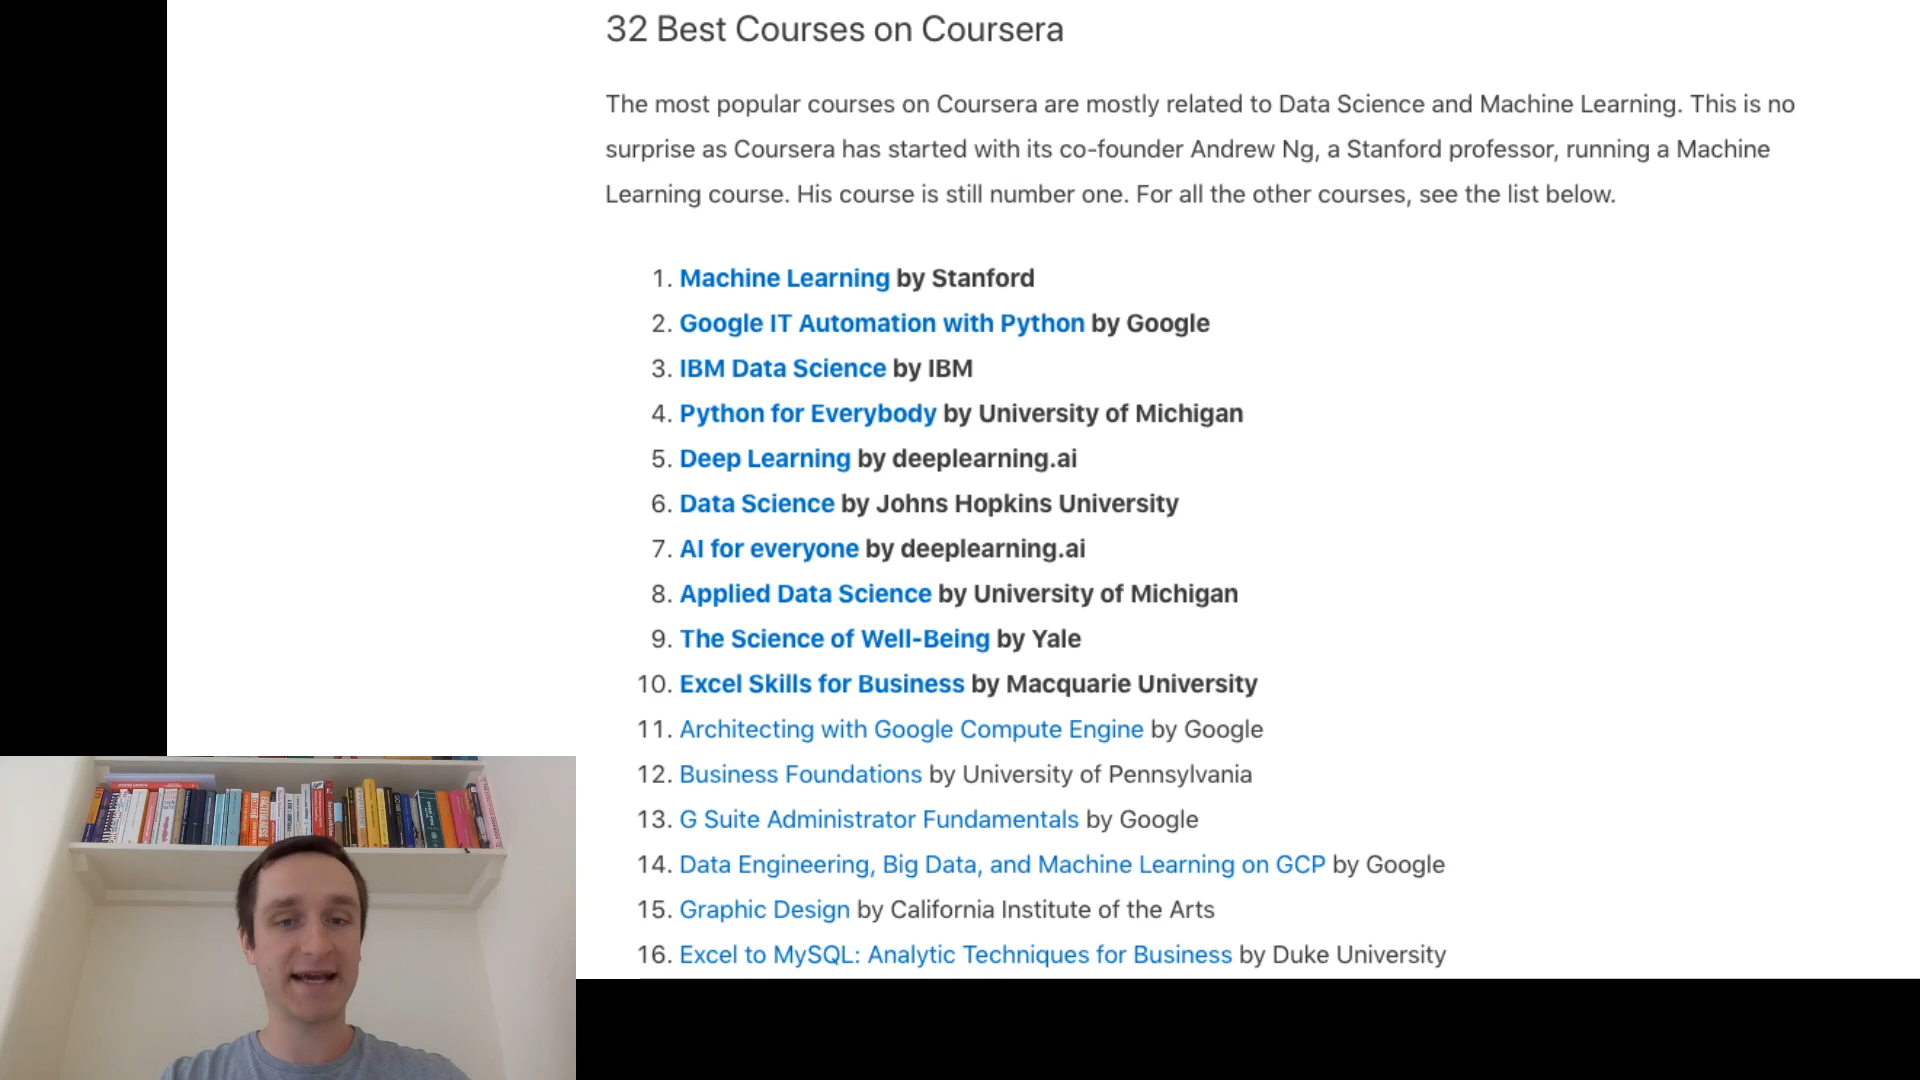 32 Best Courses on Coursera
The most popular courses on Coursera are mostly related to Data Science and Machine Learning. This is no
surprise as Coursera has started with its co-founder Andrew Ng, a Stanford professor, running a Machine
Learning course. His course is still number one. For all the other courses, see the list below.
1. Machine Learning by Stanford
2. Google IT Automation with Python by Google
3. IBM Data Science by IBM
4. Python for Everybody by University of Michigan
5. Deep Learning by deeplearning.ai
6. Data Science by Johns Hopkins University
7. AI for everyone by deeplearning.ai
8. Applied Data Science by University of Michigan
9. The Science of Well-Being by Yale
10. Excel Skills for Business by Macquarie University
11. Architecting with Google Compute Engine by Google
12. Business Foundations by University of Pennsylvania
13. G Suite Administrator Fundamentals by Google
14. Data Engineering, Big Data, and Machine Learning on GCP by Google
15. Graphic Design by California Institute of the Arts
16. Excel to MySQL: Analytic Techniques for Business by Duke University